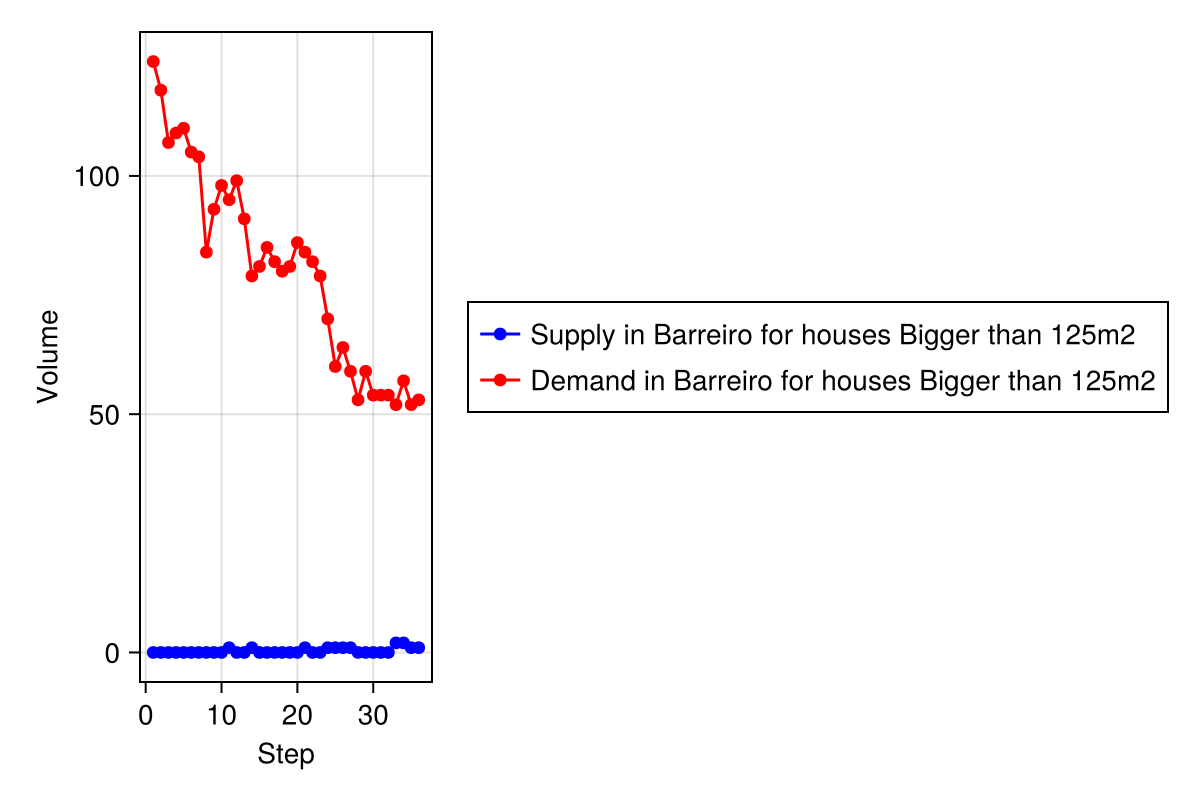 100
50
0
Volume
0 10 20 30
Step
Supply in Barreiro for houses Bigger than 125m2
Demand in Barreiro for houses Bigger than 125m2